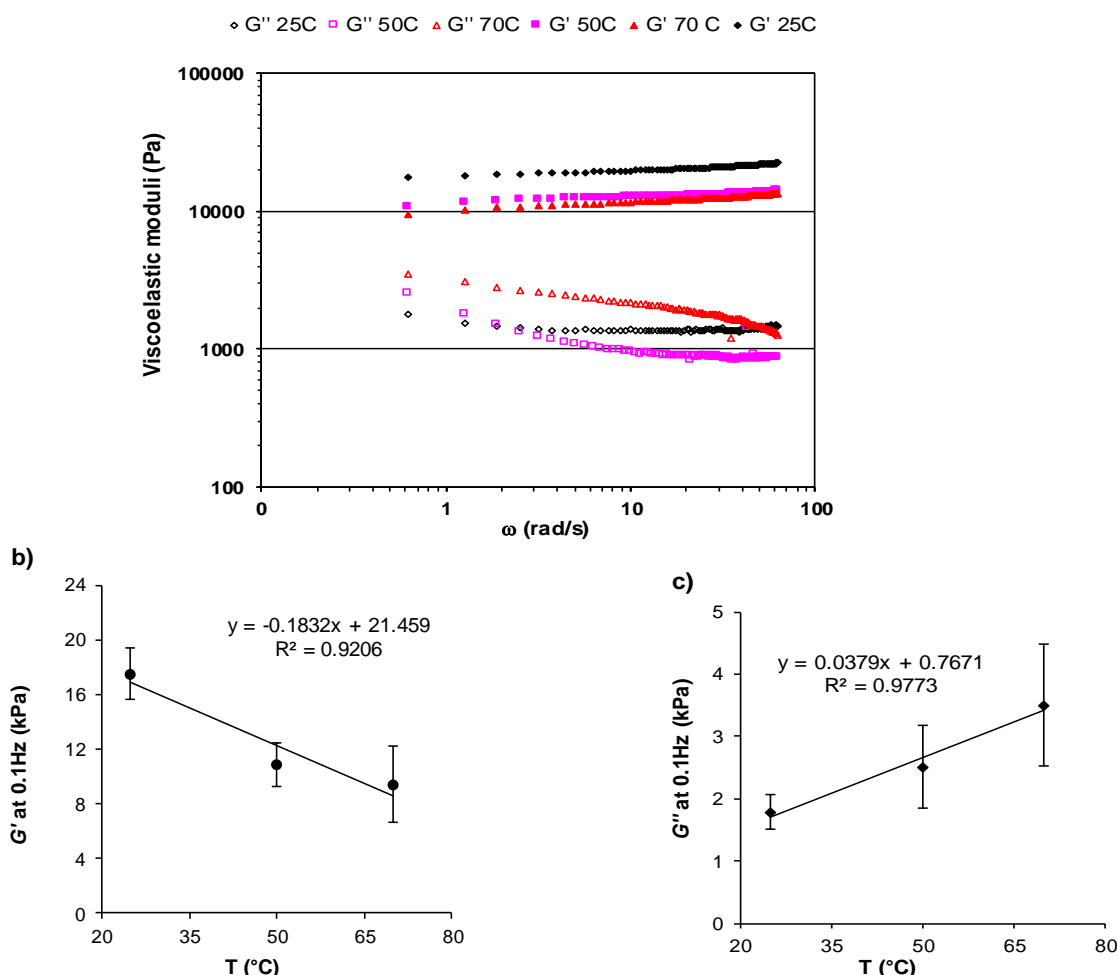 G'' 25C G'' 50C G'' 70C G' 50C G' 70 C G' 25C
100000
10000
1000
100
Viscoelastic moduli (Pa)
0 1 10 100
ω (rad/s)
b)
24
20
16
12
8
4
0
G' at 0.1Hz (kPa)
y = -0.1832x + 21.459
R² = 0.9206
20 35 50 65 80
T (°C)
c)
5
4
3
2
1
0
G'' at 0.1Hz (kPa)
y = 0.0379x + 0.7671
R² = 0.9773
20 35 50 65 80
T (°C)